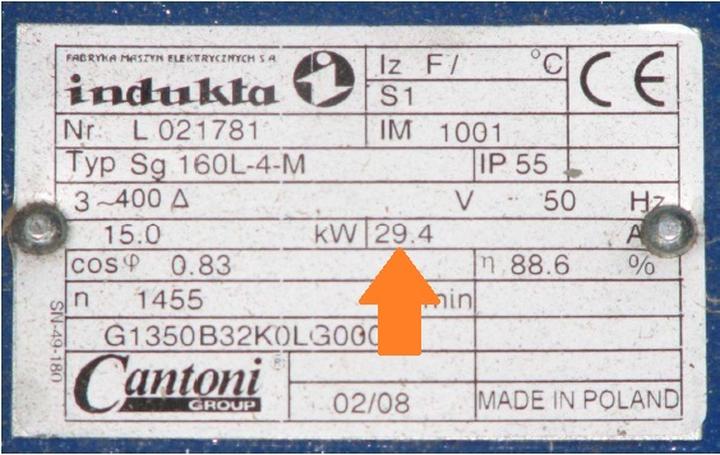 FABRYKA MASZYN ELEKTRYCZNYCH S.A.
indukta
Iz F/ °C
S1
CE
Nr. L 021781 IM 1001
Typ Sg 160L-4-M IP 55
3~400 Δ V 50 Hz
15.0 kW 29.4
cosφ 0.83 η 88.6 %
n 1455
G1350B32K0LG000
SN-49-180
Cantoni
GROUP
02/08 MADE IN POLAND